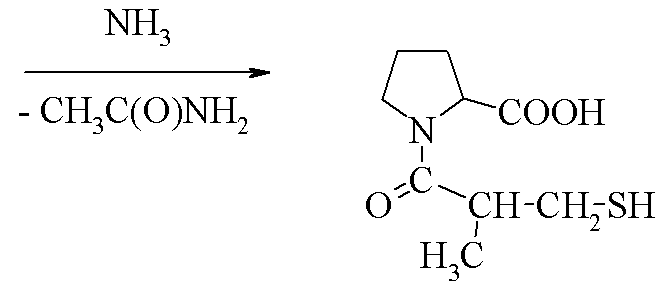 NH3
- CH3C(O)NH2
COOH
N
C
O
CH-CH2-SH
H3C